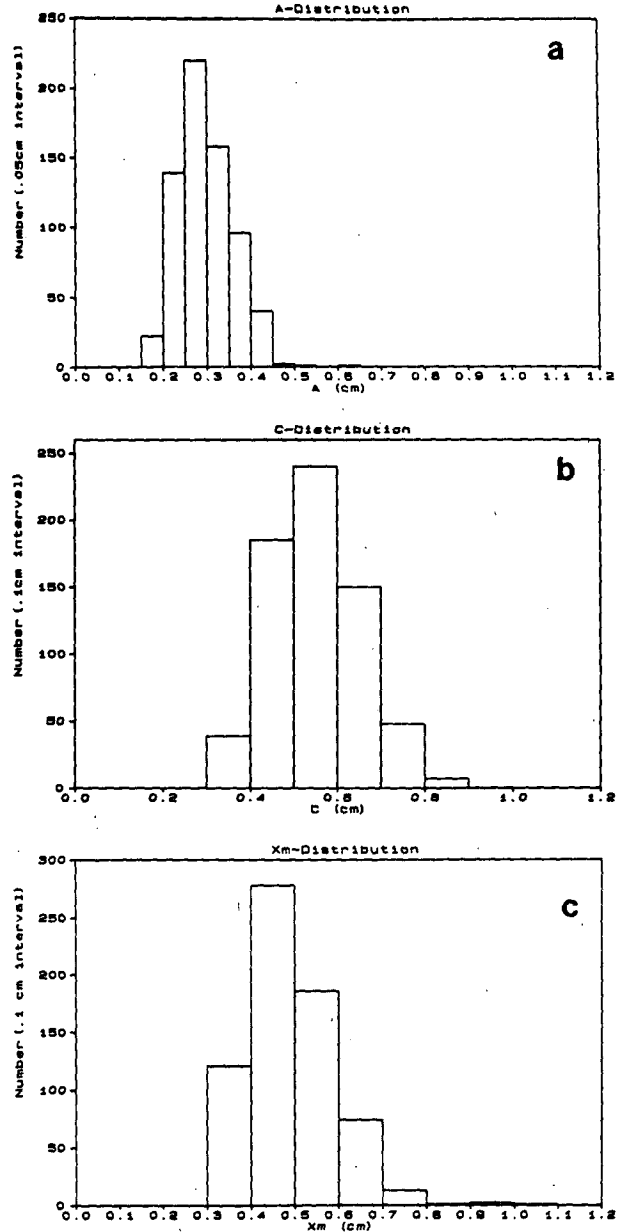 A-Distribution
a
Number (.05cm interval)
250
200
150
100
50
0
0.0 0.1 0.2 0.3 0.4 0.5 0.6 0.7 0.8 0.9 1.0 1.1 1.2
A (cm)
C-Distribution
b
Number (.1cm interval)
250
200
150
100
50
0
0.0 0.2 0.4 0.6 0.8 1.0 1.2
C (cm)
Xm-Distribution
c
Number (.1 cm interval)
300
250
200
150
100
50
0
0.0 0.1 0.2 0.3 0.4 0.5 0.6 0.7 0.8 0.9 1.0 1.1 1.2
Xm (cm)